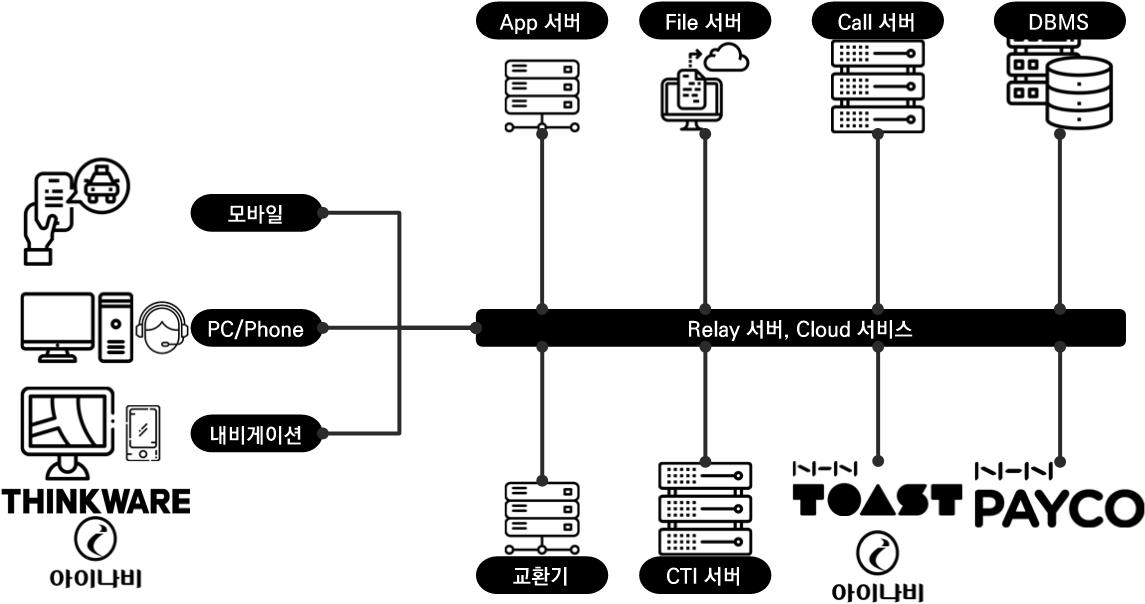 App 서버
File 서버
Call 서버
DBMS
모바일
PC/Phone
Relay 서버, Cloud 서비스
내비게이션
THINKWARE
아이나비
교환기
CTI 서버
NHN
TOAST
아이나비
NHN
PAYCO